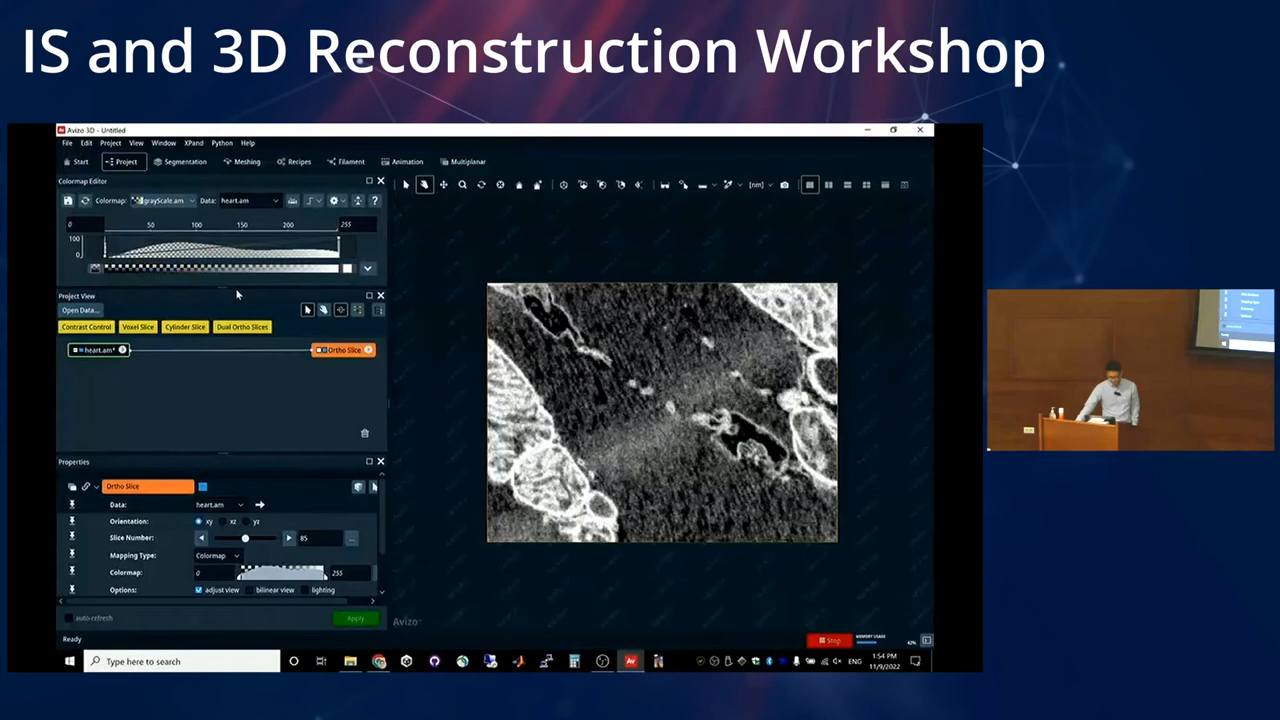 IS and 3D Reconstruction Workshop
Avizo 3D - Untitled
File Edit Project View Window XPand Python Help
Start Project Segmentation Meshing Recipes Filament Animation Multiplanar
Colormap Editor
Colormap: grayScale.am Data: heart.am
0 50 100 150 200 255
100
0
Project View
Open Data...
Contrast Control Voxel Slice Cylinder Slice Dual Ortho Slices
heart.am* Ortho Slice
Properties
Ortho Slice
Data: heart.am
Orientation: xy xz yz
Slice Number: 85
Mapping Type: Colormap
Colormap: 0 255
Options: adjust view bilinear view lighting
auto-refresh Apply
[nm]
Avizo
Ready
Stop MEMORY USAGE 42%
Type here to search
ENG
1:54 PM
11/9/2022